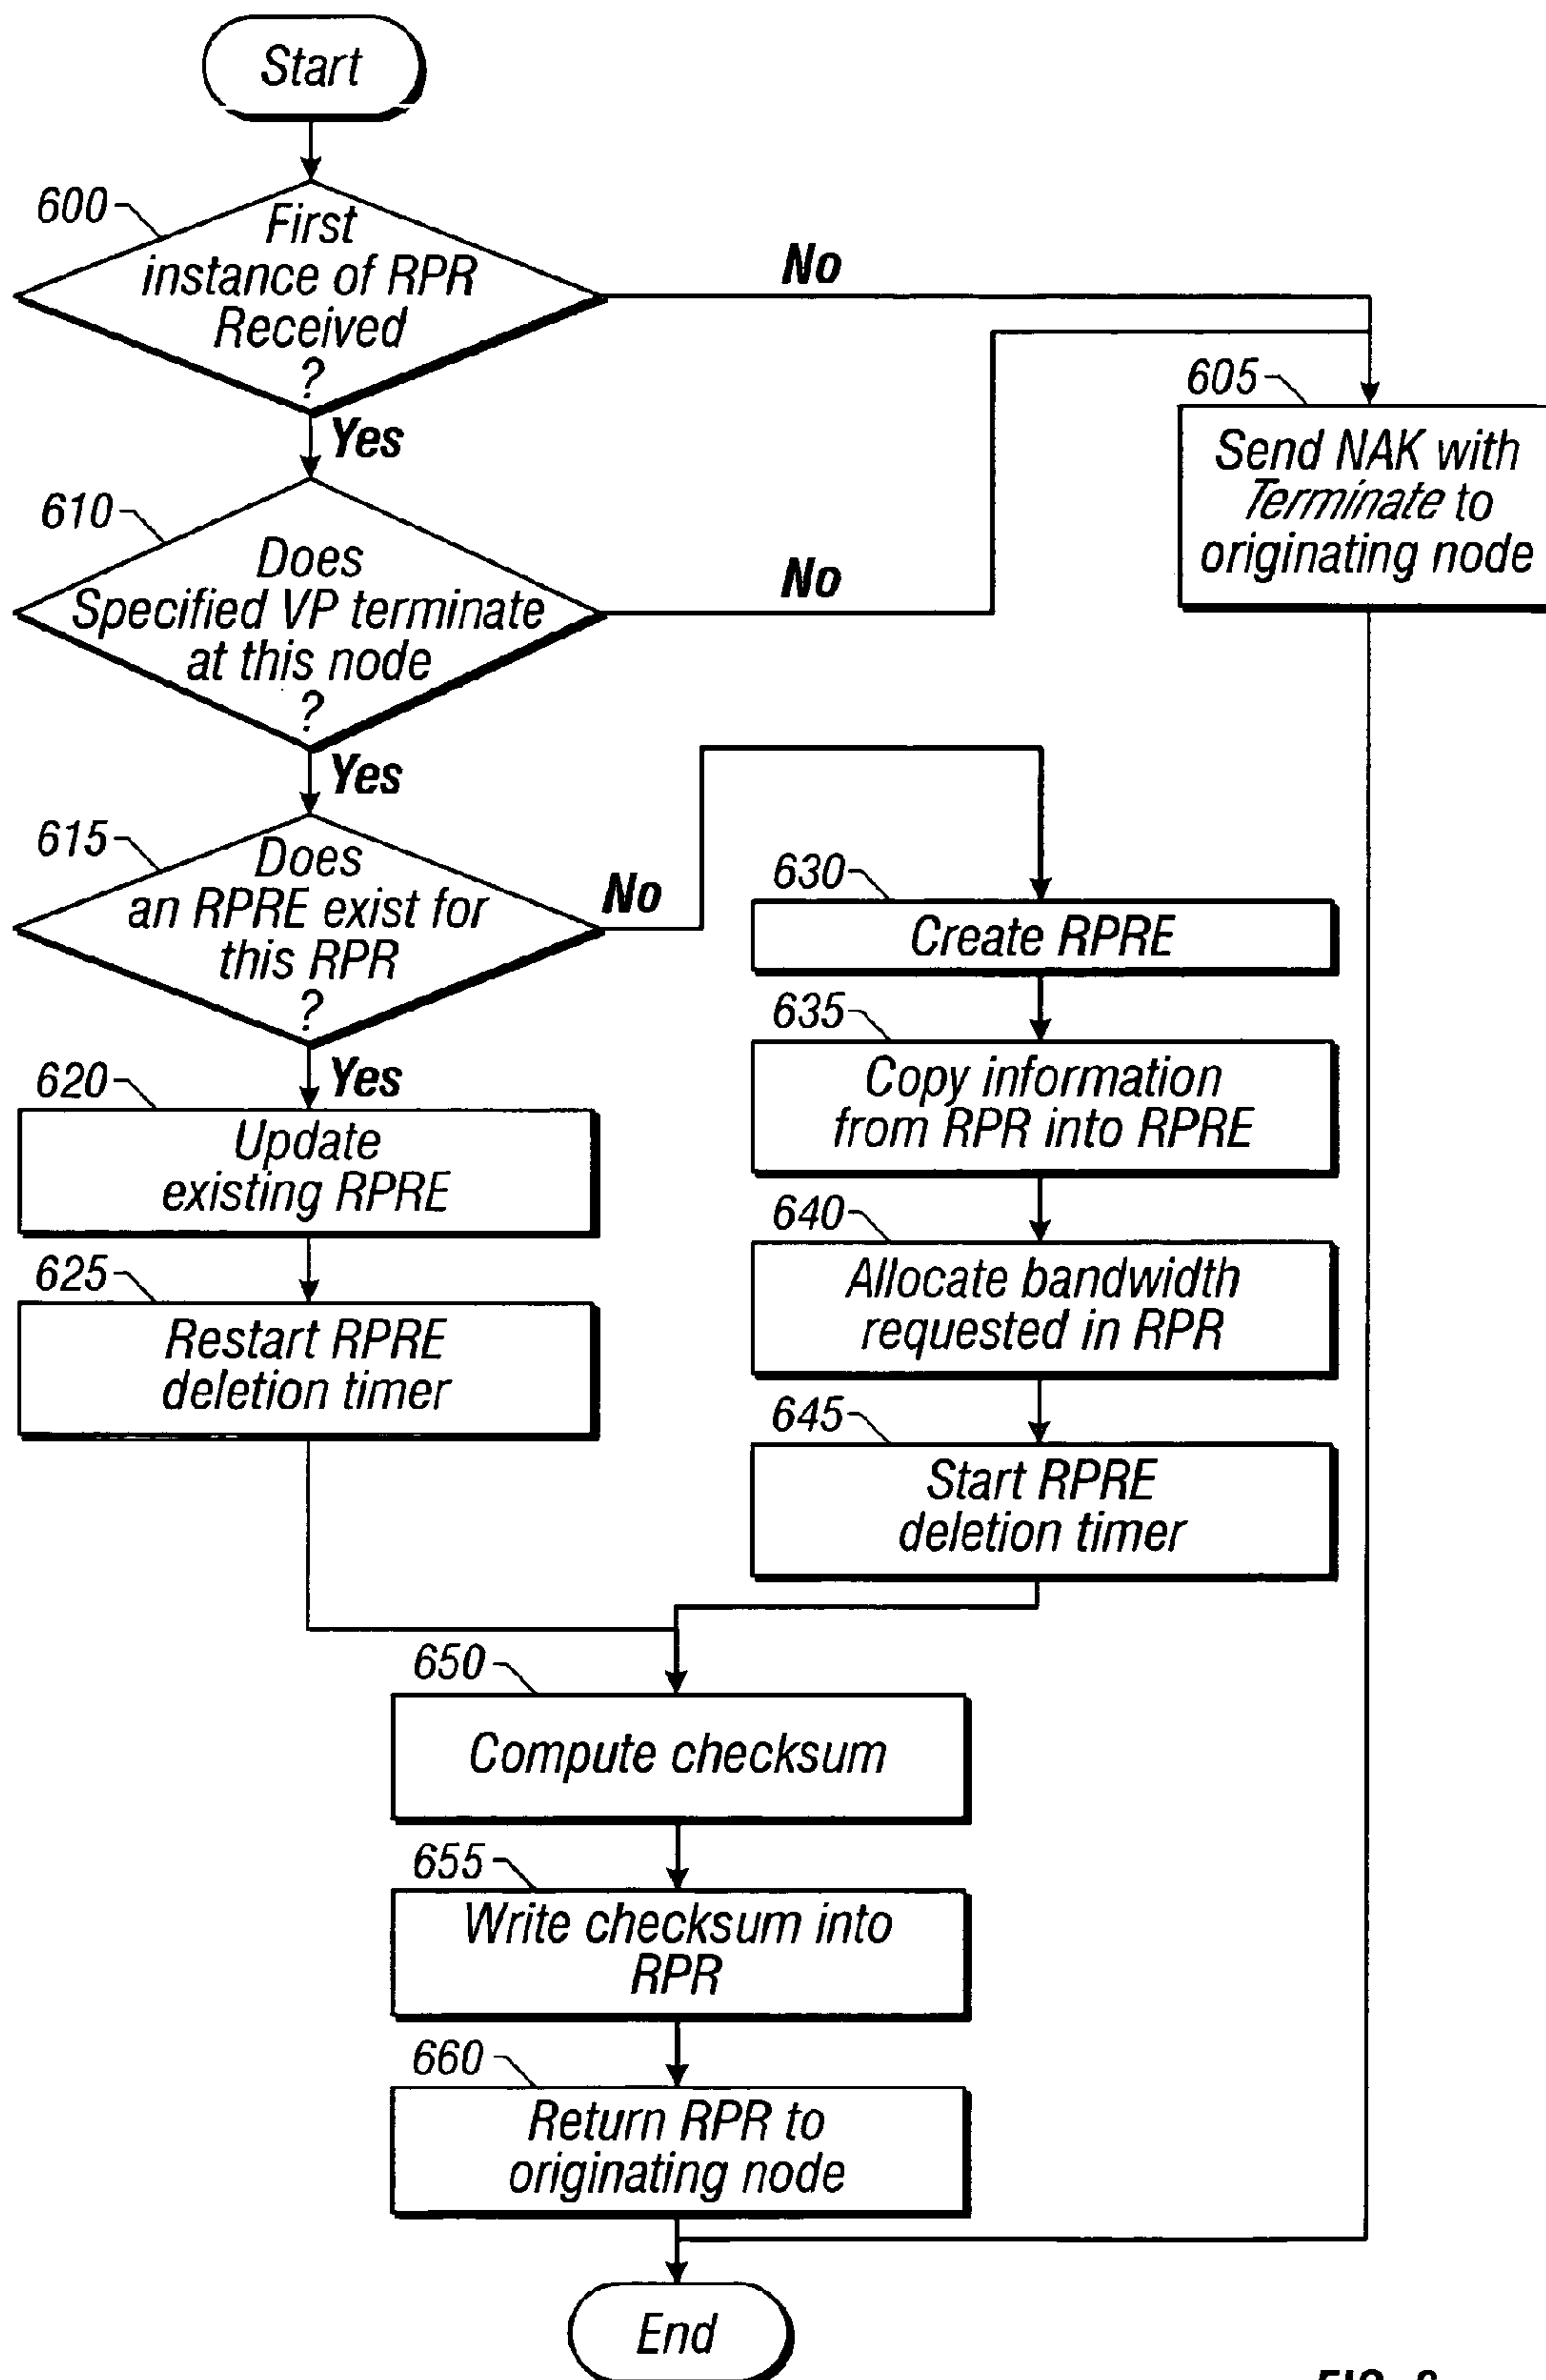 Start
600
First
instance of RPR
Received
?
No
Yes
605
Send NAK with
Terminate to
originating node
610
Does
Specified VP terminate
at this node
?
No
Yes
615
Does
an RPRE exist for
this RPR
?
No
Yes
630
Create RPRE
635
Copy information
from RPR into RPRE
620
Update
existing RPRE
640
Allocate bandwidth
requested in RPR
625
Restart RPRE
deletion timer
645
Start RPRE
deletion timer
650
Compute checksum
655
Write checksum into
RPR
660
Return RPR to
originating node
End